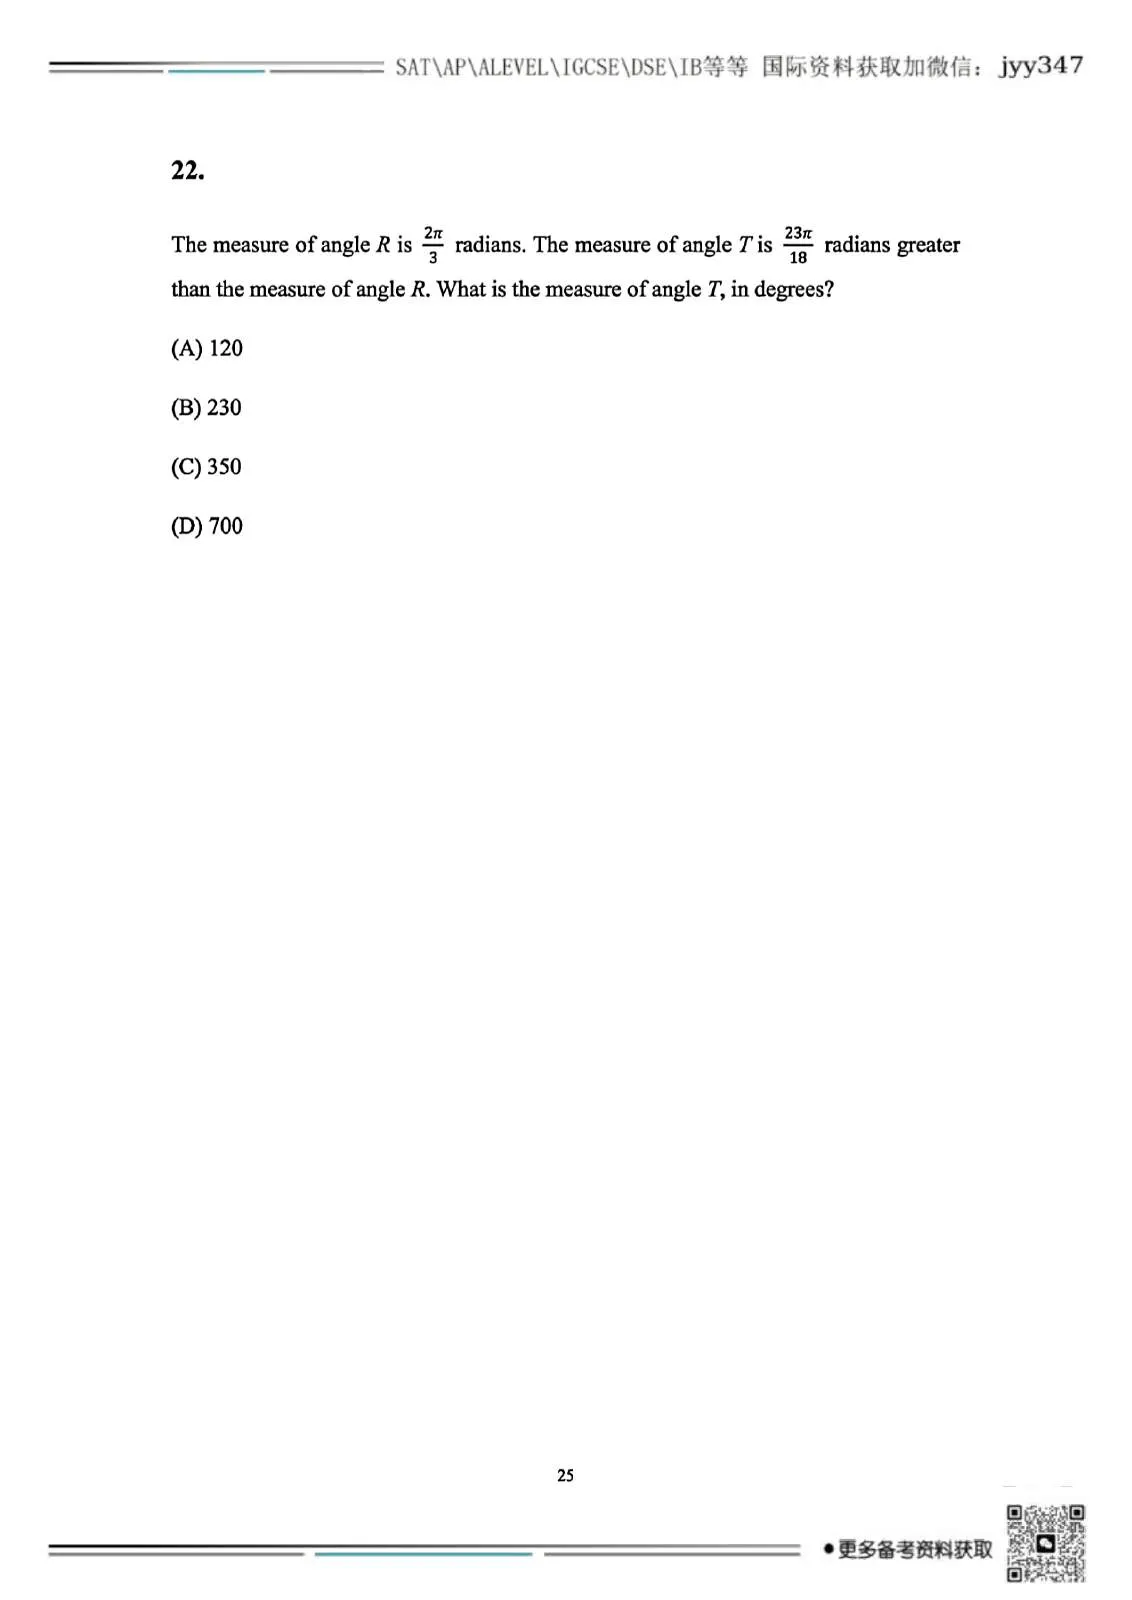 SAT\AP\ALEVEL\IGCSE\DSE\IB等等 国际资料获取加微信：jyy347
22.
The measure of angle R is 2π/3 radians. The measure of angle T is 23π/18 radians greater
than the measure of angle R. What is the measure of angle T, in degrees?
(A) 120
(B) 230
(C) 350
(D) 700
25
•更多备考资料获取